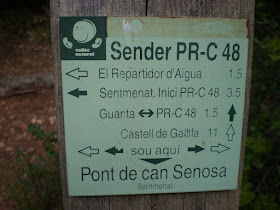 Sender PR-C 48
El Repartidor d'Aigua 1.5
Sentmenat. Inici PR-C 48 3.5
Guanta ↔ PR-C 48 1.5
Castell de Gallifa 11
sou aquí
Pont de can Senosa
Sentmenat